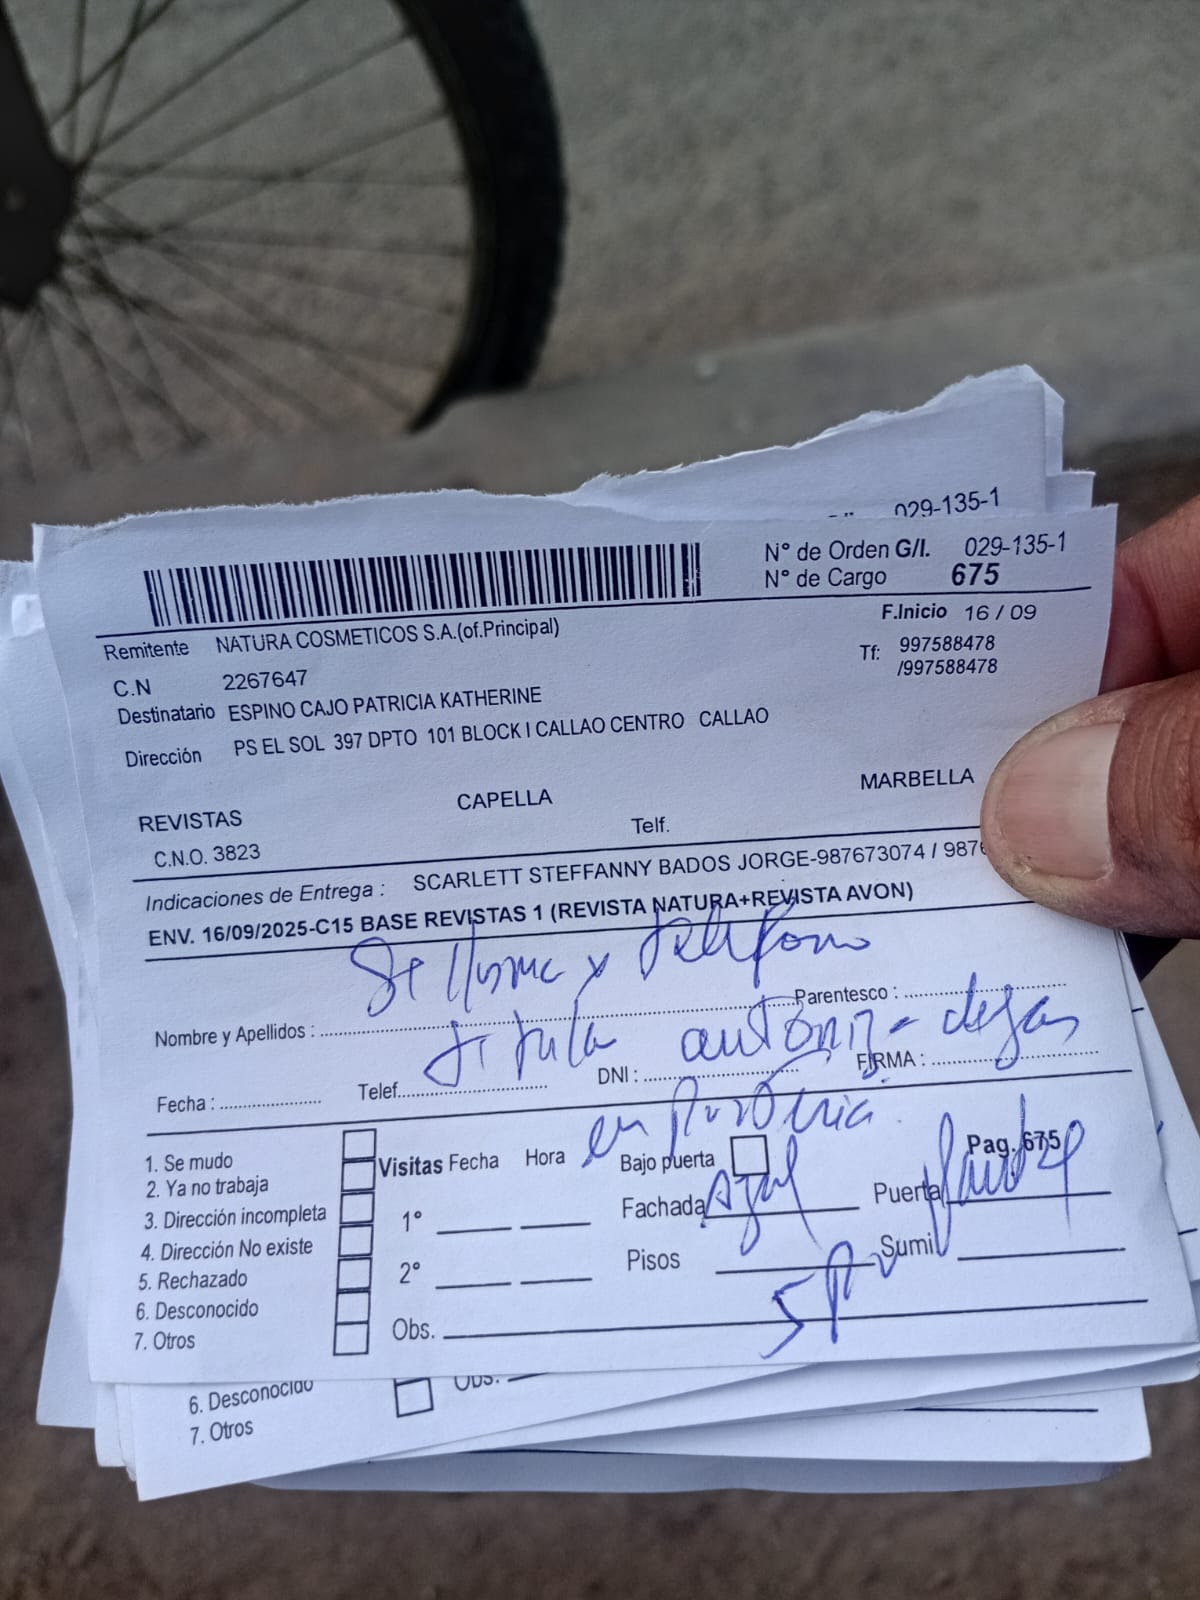 029-135-1
N° de Orden G/I. 029-135-1
N° de Cargo 675
Remitente NATURA COSMETICOS S.A.(of.Principal)
F.Inicio 16 / 09
C.N 2267647
Tf: 997588478
/997588478
Destinatario ESPINO CAJO PATRICIA KATHERINE
Dirección PS EL SOL 397 DPTO 101 BLOCK I CALLAO CENTRO CALLAO
REVISTAS CAPELLA MARBELLA
C.N.O. 3823 Telf.
Indicaciones de Entrega : SCARLETT STEFFANNY BADOS JORGE-987673074 / 987
ENV. 16/09/2025-C15 BASE REVISTAS 1 (REVISTA NATURA+REVISTA AVON)
Se llama x telefono
Nombre y Apellidos : Parentesco :
titular autoriza dejar
Fecha : Telef. DNI : FIRMA :
en portería.
1. Se mudo
2. Ya no trabaja
3. Dirección incompleta
4. Dirección No existe
5. Rechazado
6. Desconocido
7. Otros
Visitas Fecha Hora Bajo puerta Pag. 675
1° Fachada Azul Puerta
2° Pisos 5 Sumi
Obs.
6. Desconocido Obs.
7. Otros